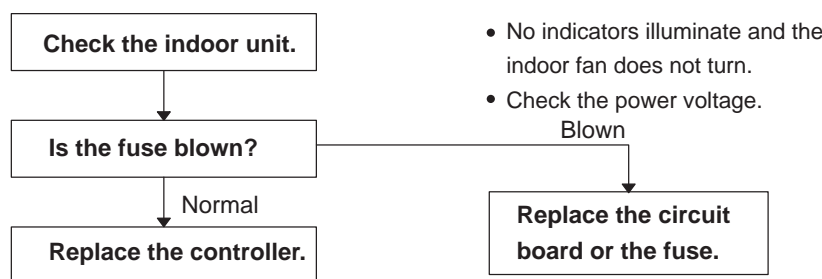 Check the indoor unit.
• No indicators illuminate and the
indoor fan does not turn.
• Check the power voltage.
Is the fuse blown?
Blown
Normal
Replace the controller.
Replace the circuit
board or the fuse.